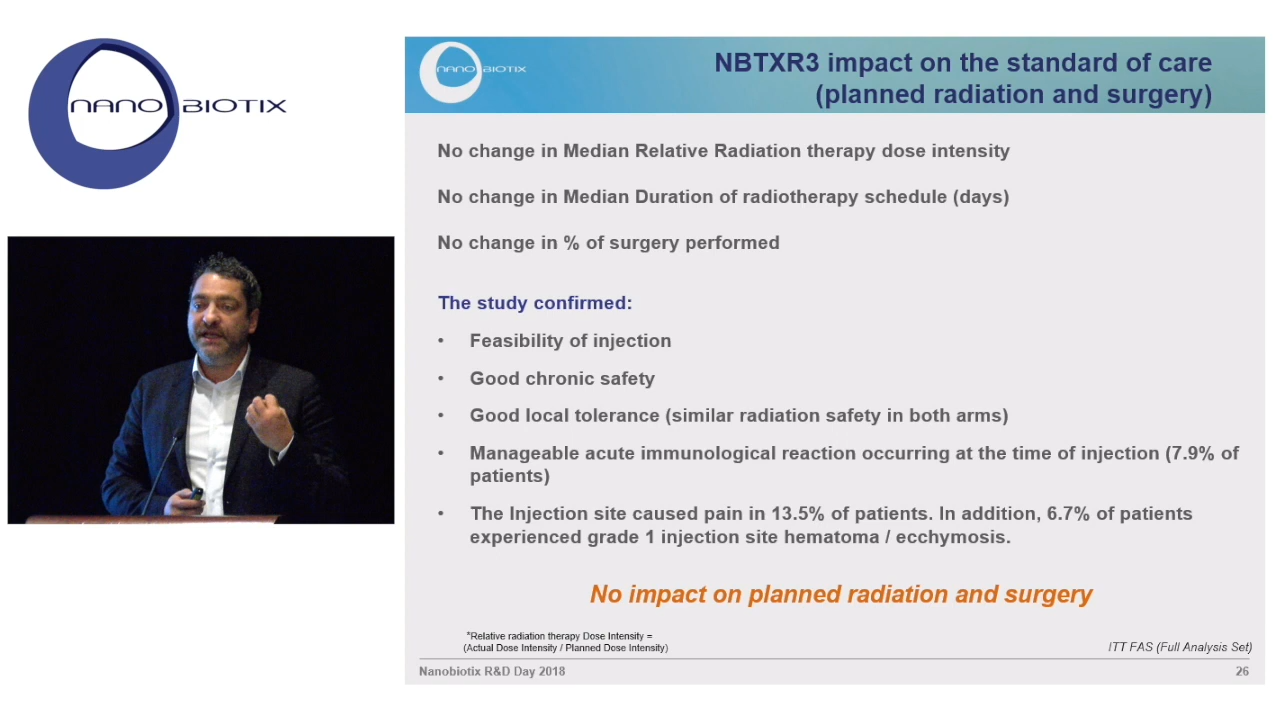 NANOBIOTIX
NANOBIOTIX
NBTXR3 impact on the standard of care
(planned radiation and surgery)
No change in Median Relative Radiation therapy dose intensity
No change in Median Duration of radiotherapy schedule (days)
No change in % of surgery performed
The study confirmed:
• Feasibility of injection
• Good chronic safety
• Good local tolerance (similar radiation safety in both arms)
• Manageable acute immunological reaction occurring at the time of injection (7.9% of
patients)
• The Injection site caused pain in 13.5% of patients. In addition, 6.7% of patients
experienced grade 1 injection site hematoma / ecchymosis.
No impact on planned radiation and surgery
*Relative radiation therapy Dose Intensity =
(Actual Dose Intensity / Planned Dose Intensity)
ITT FAS (Full Analysis Set)
Nanobiotix R&D Day 2018
26